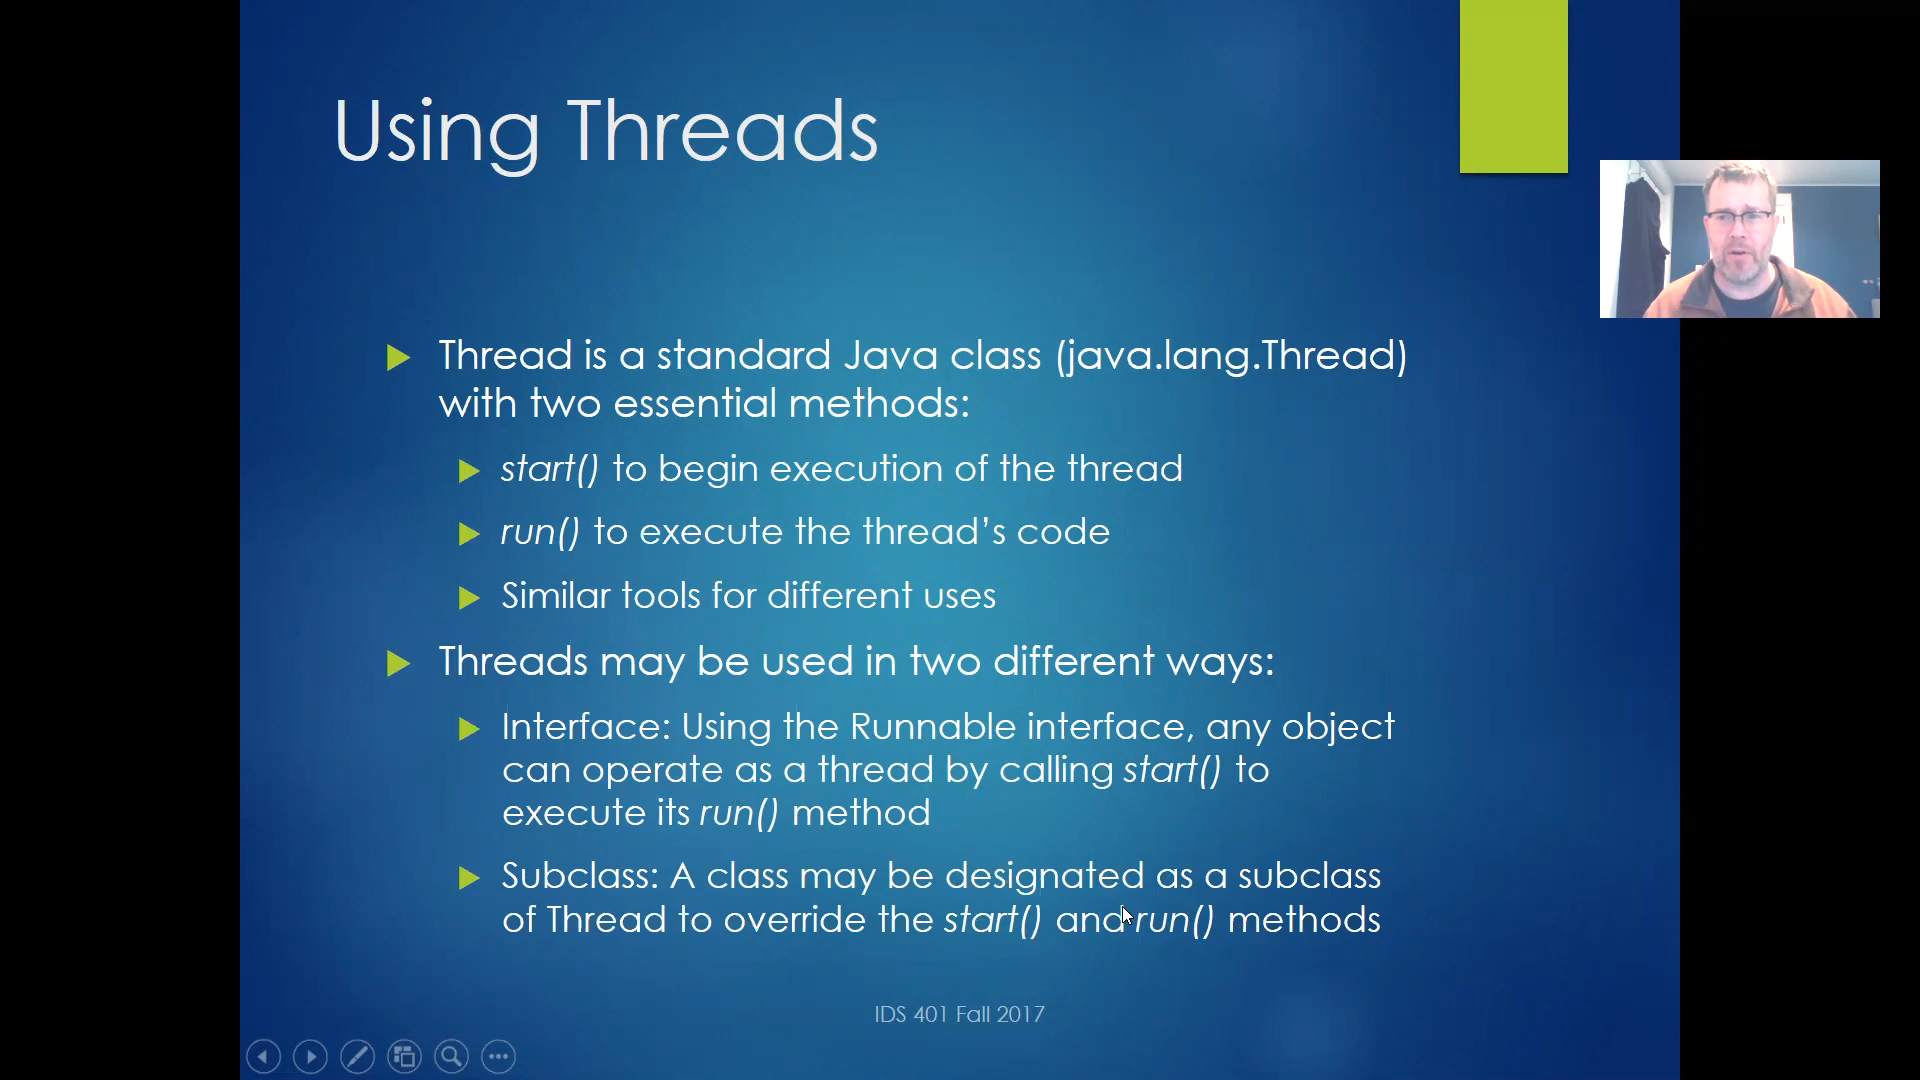 Using Threads
Thread is a standard Java class (java.lang.Thread)
with two essential methods:
start() to begin execution of the thread
run() to execute the thread’s code
Similar tools for different uses
Threads may be used in two different ways:
Interface: Using the Runnable interface, any object
can operate as a thread by calling start() to
execute its run() method
Subclass: A class may be designated as a subclass
of Thread to override the start() and run() methods
IDS 401 Fall 2017